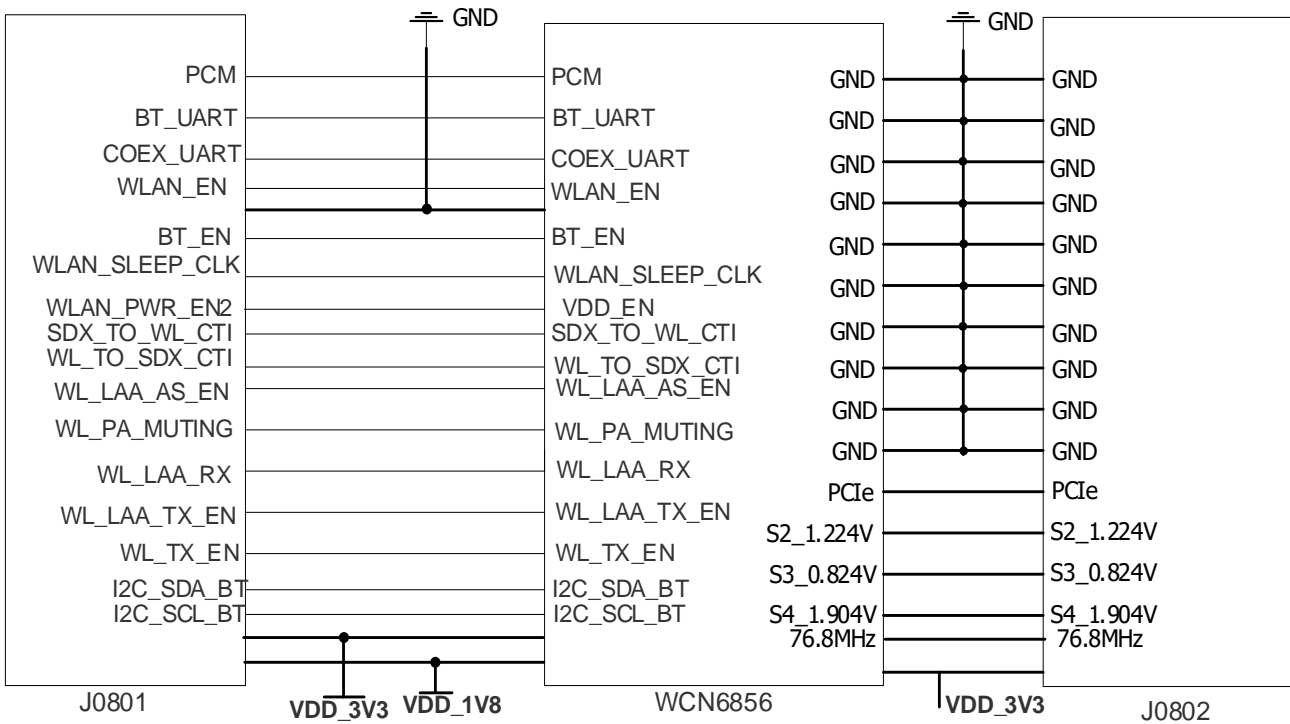 GND
GND
PCM PCM GND GND
BT_UART BT_UART GND GND
COEX_UART COEX_UART GND GND
WLAN_EN WLAN_EN GND GND
BT_EN BT_EN GND GND
WLAN_SLEEP_CLK WLAN_SLEEP_CLK GND GND
WLAN_PWR_EN2 VDD_EN
SDX_TO_WL_CTI SDX_TO_WL_CTI GND GND
WL_TO_SDX_CTI WL_TO_SDX_CTI GND GND
WL_LAA_AS_EN WL_LAA_AS_EN
GND GND
WL_PA_MUTING WL_PA_MUTING
GND GND
WL_LAA_RX WL_LAA_RX
PCIe PCIe
WL_LAA_TX_EN WL_LAA_TX_EN
S2_1.224V S2_1.224V
WL_TX_EN WL_TX_EN
S3_0.824V S3_0.824V
I2C_SDA_BT I2C_SDA_BT
I2C_SCL_BT I2C_SCL_BT S4_1.904V S4_1.904V
76.8MHz 76.8MHz
J0801 VDD_3V3 VDD_1V8 WCN6856 VDD_3V3 J0802